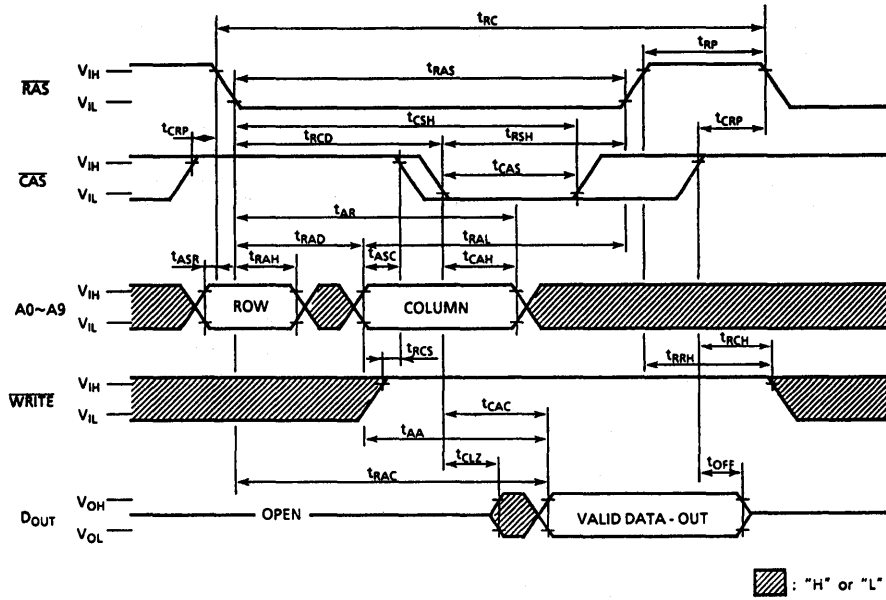 tRC
tRP
RAS
VIH
VIL
tRAS
tCRP
tCSH
tRCD
tRSH
tCRP
CAS
VIH
VIL
tCAS
tAR
tRAD
tRAL
tASR
tRAH
tASC
tCAH
A0~A9
VIH
VIL
ROW
COLUMN
tRCS
tRCH
tRRH
WRITE
VIH
VIL
tCAC
tAA
tCLZ
tRAC
tOFF
DOUT
VOH
VOL
OPEN
VALID DATA - OUT
: "H" or "L"